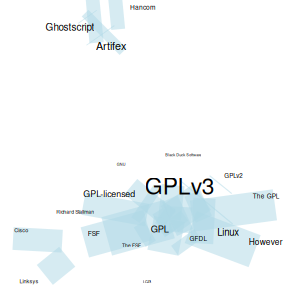 Hancom
Ghostscript
Artifex
Black Duck Software
GNU
GPLv2
GPLv3
GPL-licensed
The GPL
Richard Stallman
GPL
Cisco
FSF
Linux
GFDL
The FSF
However
Linksys
LGPL